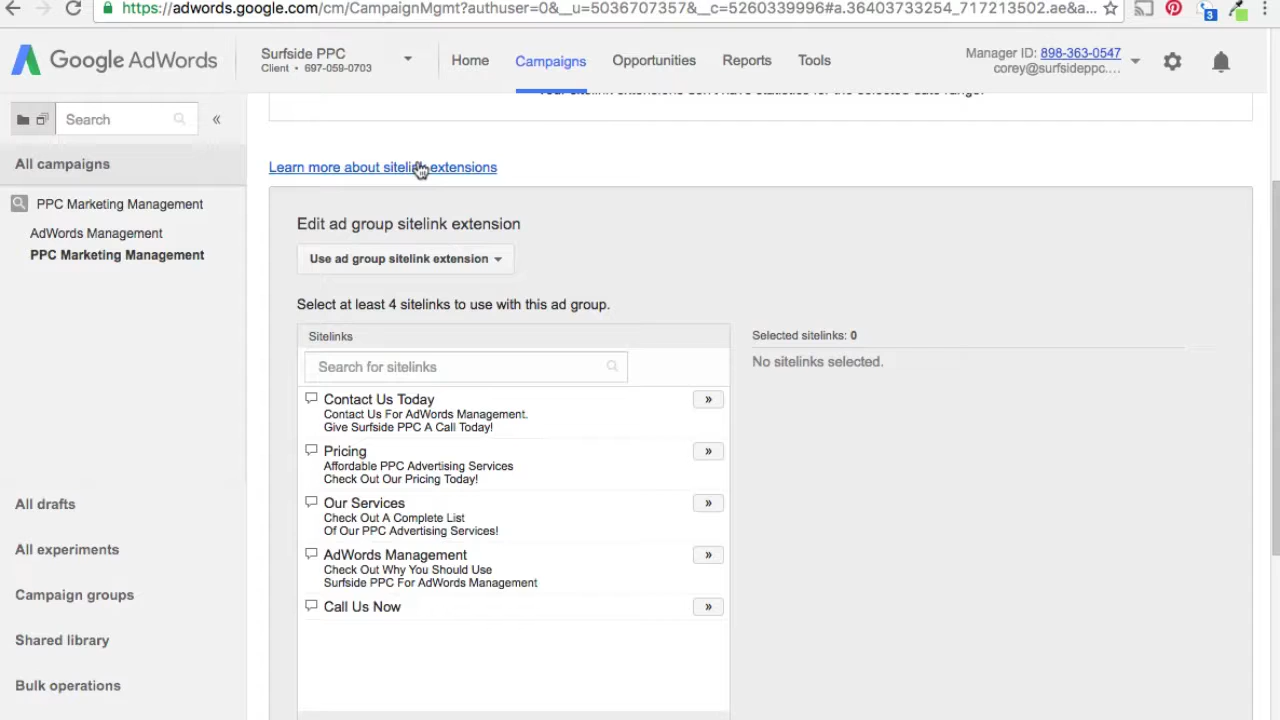 https://adwords.google.com/cm/CampaignMgmt?authuser=0&__u=5036707357&__c=5260339996#a.36403733254_717213502.ae&a...
3
Google AdWords
Surfside PPC
Client • 697-059-0703
Home
Campaigns
Opportunities
Reports
Tools
Manager ID: 898-363-0547
corey@surfsideppc....
Search
«
All campaigns
PPC Marketing Management
AdWords Management
PPC Marketing Management
All drafts
All experiments
Campaign groups
Shared library
Bulk operations
sitelink extensions don't have statistics for the selected date range.
Learn more about sitelink extensions
Edit ad group sitelink extension
Use ad group sitelink extension
Select at least 4 sitelinks to use with this ad group.
Sitelinks
Search for sitelinks
Contact Us Today
»
Contact Us For AdWords Management.
Give Surfside PPC A Call Today!
Pricing
»
Affordable PPC Advertising Services
Check Out Our Pricing Today!
Our Services
»
Check Out A Complete List
Of Our PPC Advertising Services!
AdWords Management
»
Check Out Why You Should Use
Surfside PPC For AdWords Management
Call Us Now
»
Selected sitelinks: 0
No sitelinks selected.